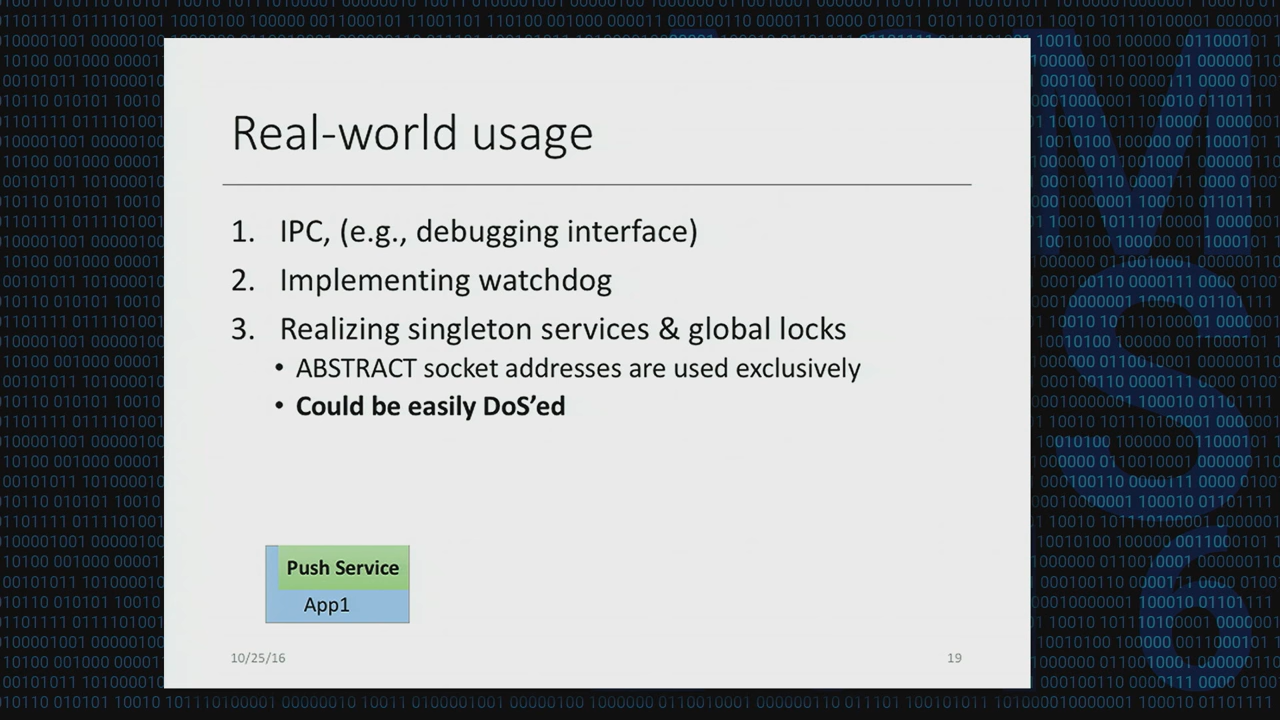 Real-world usage
1. IPC, (e.g., debugging interface)
2. Implementing watchdog
3. Realizing singleton services & global locks
• ABSTRACT socket addresses are used exclusively
• Could be easily DoS’ed
Push Service
App1
10/25/16
19